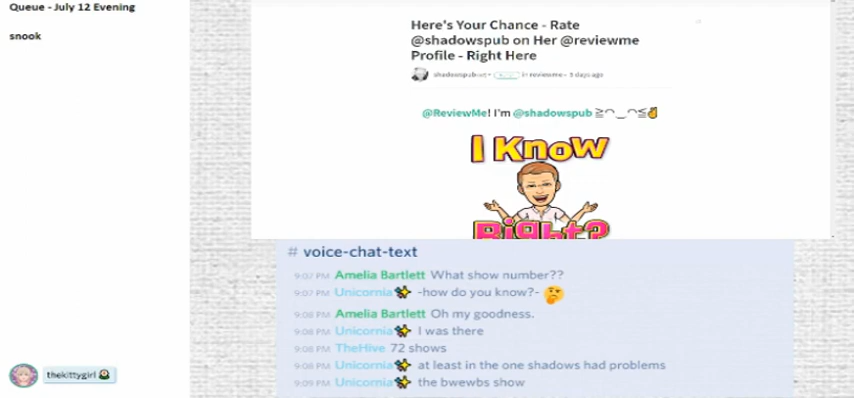 Queue - July 12 Evening
snook
Here's Your Chance - Rate
@shadowspub on Her @reviewme
Profile - Right Here
in reviewme • 3 days ago
@ReviewMe! I'm @shadowspub ≧◠‿◠≦✌
I Know
Right?
# voice-chat-text
9:07 PM Amelia Bartlett What show number??
9:07 PM Unicornia✨ -how do you know?- 🤔
9:08 PM Amelia Bartlett Oh my goodness.
9:08 PM Unicornia✨ I was there
9:08 PM TheHive 72 shows
9:08 PM Unicornia✨ at least in the one shadows had problems
9:09 PM Unicornia✨ the bwewbs show
thekittygirl